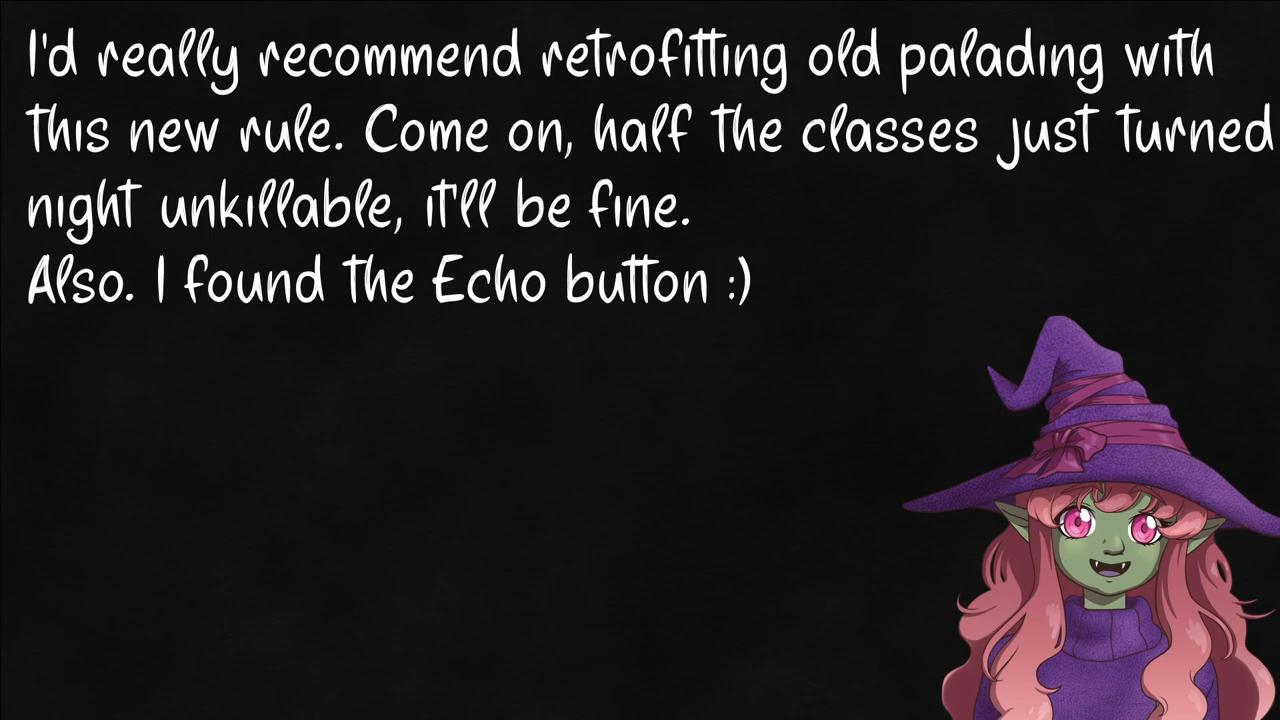 I'd really recommend retrofitting old palading with
this new rule. Come on, half the classes just turned
night unkillable, it'll be fine.
Also. I found the Echo button :)